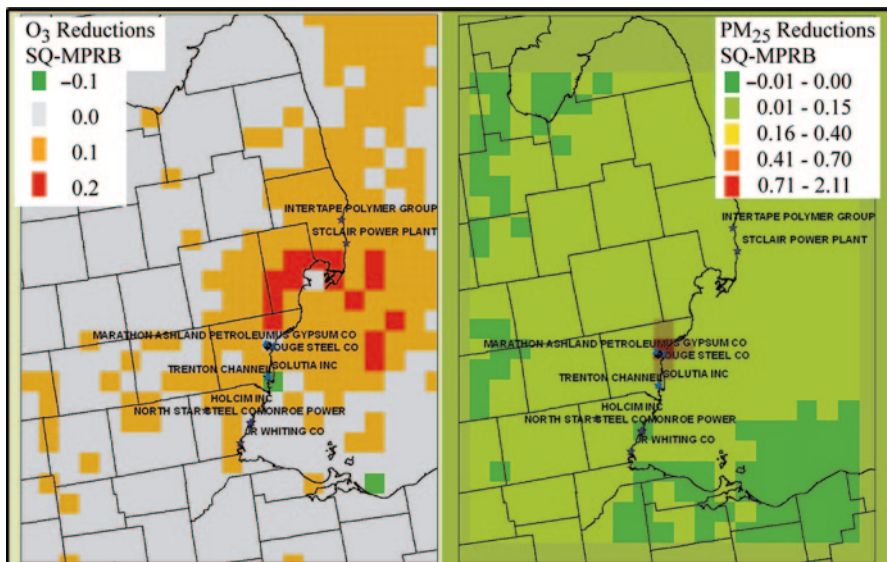 O3 Reductions
SQ-MPRB
−0.1
0.0
0.1
0.2
INTERTAPE POLYMER GROUP
STCLAIR POWER PLANT
MARATHON ASHLAND PETROLEUMUS GYPSUM CO
ROUGE STEEL CO
SOLUTIA INC
TRENTON CHANNEL
HOLCIM INC
NORTH STAR STEEL COMONROE POWER
JR WHITING CO
PM25 Reductions
SQ-MPRB
−0.01 - 0.00
0.01 - 0.15
0.16 - 0.40
0.41 - 0.70
0.71 - 2.11
INTERTAPE POLYMER GROUP
STCLAIR POWER PLANT
MARATHON ASHLAND PETROLEUMUS GYPSUM CO
ROUGE STEEL CO
SOLUTIA INC
TRENTON CHANNEL
HOLCIM INC
NORTH STAR STEEL COMONROE POWER
JR WHITING CO